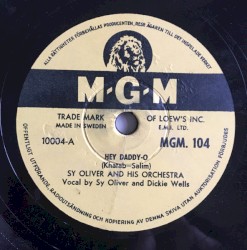 ALLA RÄTTIGHETER FÖRBEHÅLLAS PRODUCENTEN, RESP. ÄGAREN TILL DET INSPELADE VERKET
M-G-M
TRADE MARK
OF LOEW'S INC.
MADE IN SWEDEN
E.M.I. LTD.
10004-A
MGM. 104
HEY DADDY-O
(Khatab-Salim)
SY OLIVER AND HIS ORCHESTRA
Vocal by Sy Oliver and Dickie Wells
OFFENTLIGT UTFÖRANDE, RADIOUTSÄNDNING OCH KOPIERING AV DENNA SKIVA UTAN AUKTORISATION FÖRBJUDES